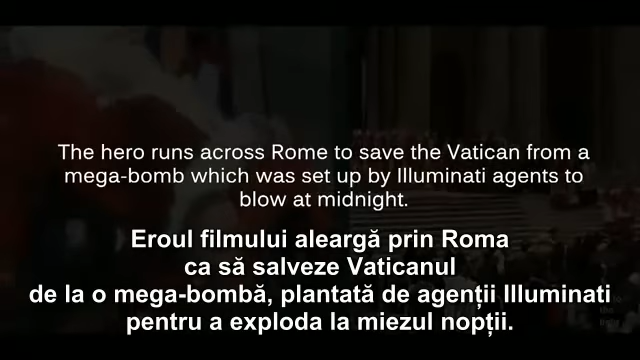 The hero runs across Rome to save the Vatican from a
mega-bomb which was set up by Illuminati agents to
blow at midnight.
Eroul filmului aleargă prin Roma
ca să salveze Vaticanul
de la o mega-bombă, plantată de agenții Illuminati
pentru a exploda la miezul nopții.